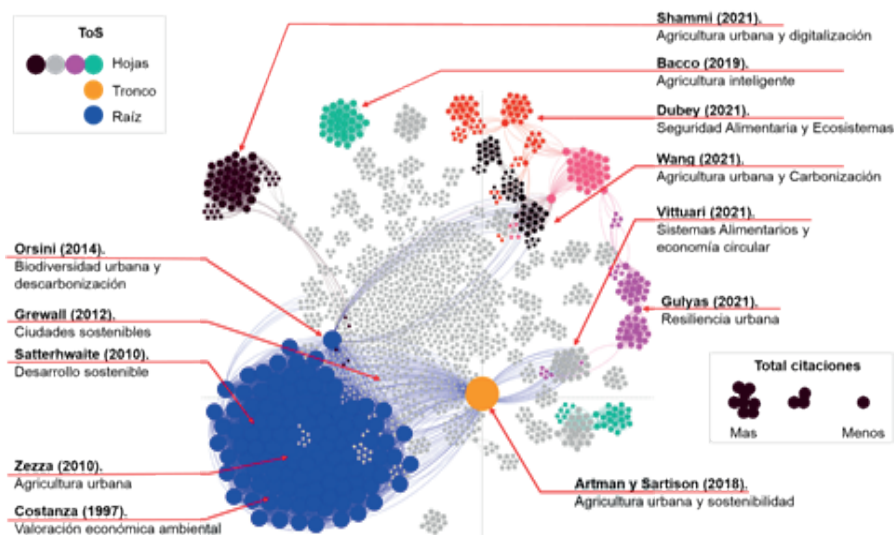 ToS
Hojas
Tronco
Raíz
Shammi (2021).
Agricultura urbana y digitalización
Bacco (2019).
Agricultura inteligente
Dubey (2021).
Seguridad Alimentaria y Ecosistemas
Wang (2021).
Agricultura urbana y Carbonización
Vittuari (2021).
Sistemas Alimentarios y
economía circular
Gulyas (2021).
Resiliencia urbana
Orsini (2014).
Biodiversidad urbana y
descarbonización
Grewall (2012).
Ciudades sostenibles
Satterhwaite (2010).
Desarrollo sostenible
Zezza (2010).
Agricultura urbana
Costanza (1997).
Valoración económica ambiental
Total citaciones
Mas Menos
Artman y Sartison (2018).
Agricultura urbana y sostenibilidad